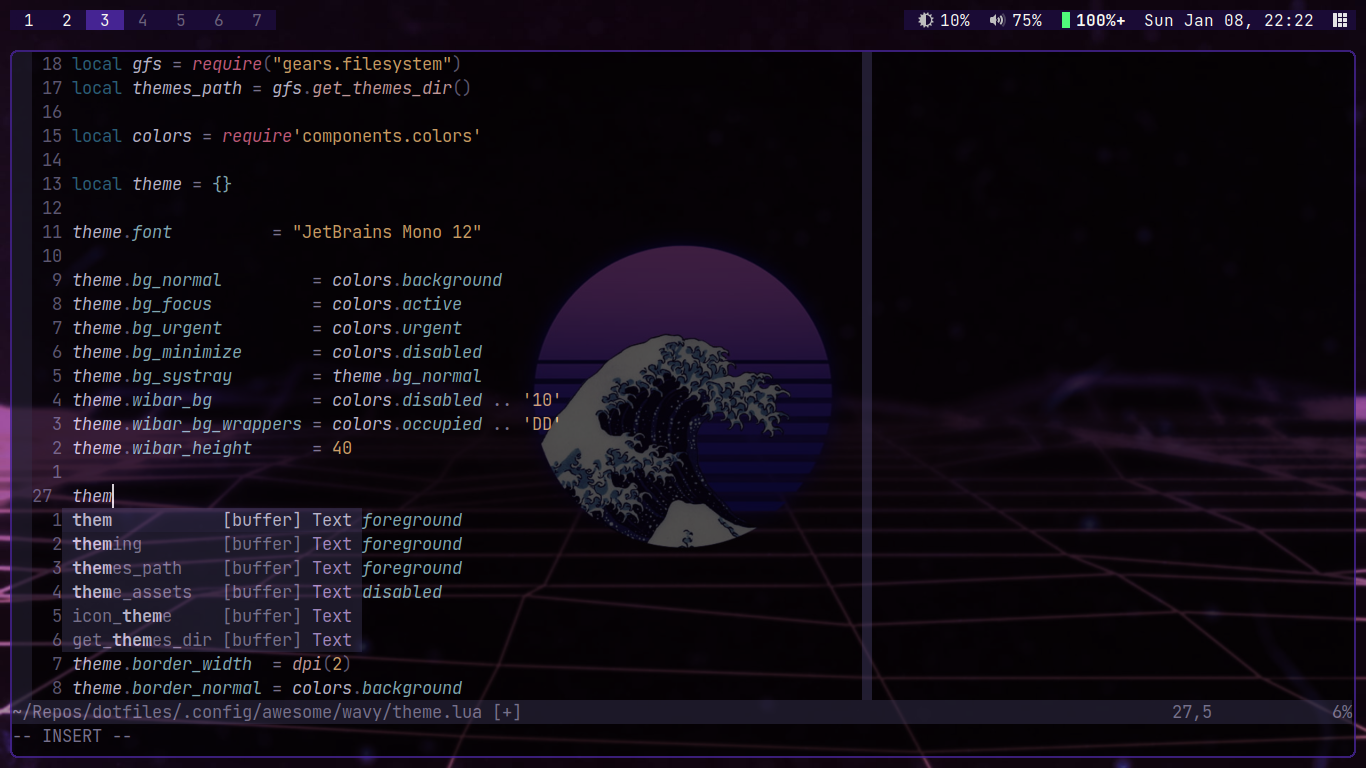 1 2 3 4 5 6 7 10% 75% 100%+ Sun Jan 08, 22:22
18 local gfs = require("gears.filesystem")
17 local themes_path = gfs.get_themes_dir()
16
15 local colors = require'components.colors'
14
13 local theme = {}
12
11 theme.font = "JetBrains Mono 12"
10
9 theme.bg_normal = colors.background
8 theme.bg_focus = colors.active
7 theme.bg_urgent = colors.urgent
6 theme.bg_minimize = colors.disabled
5 theme.bg_systray = theme.bg_normal
4 theme.wibar_bg = colors.disabled .. '10'
3 theme.wibar_bg_wrappers = colors.occupied .. 'DD'
2 theme.wibar_height = 40
1
27 them
1 them [buffer] Text foreground
2 theming [buffer] Text foreground
3 themes_path [buffer] Text foreground
4 theme_assets [buffer] Text disabled
5 icon_theme [buffer] Text
6 get_themes_dir [buffer] Text
7 theme.border_width = dpi(2)
8 theme.border_normal = colors.background
~/Repos/dotfiles/.config/awesome/wavy/theme.lua [+] 27,5 6%
-- INSERT --